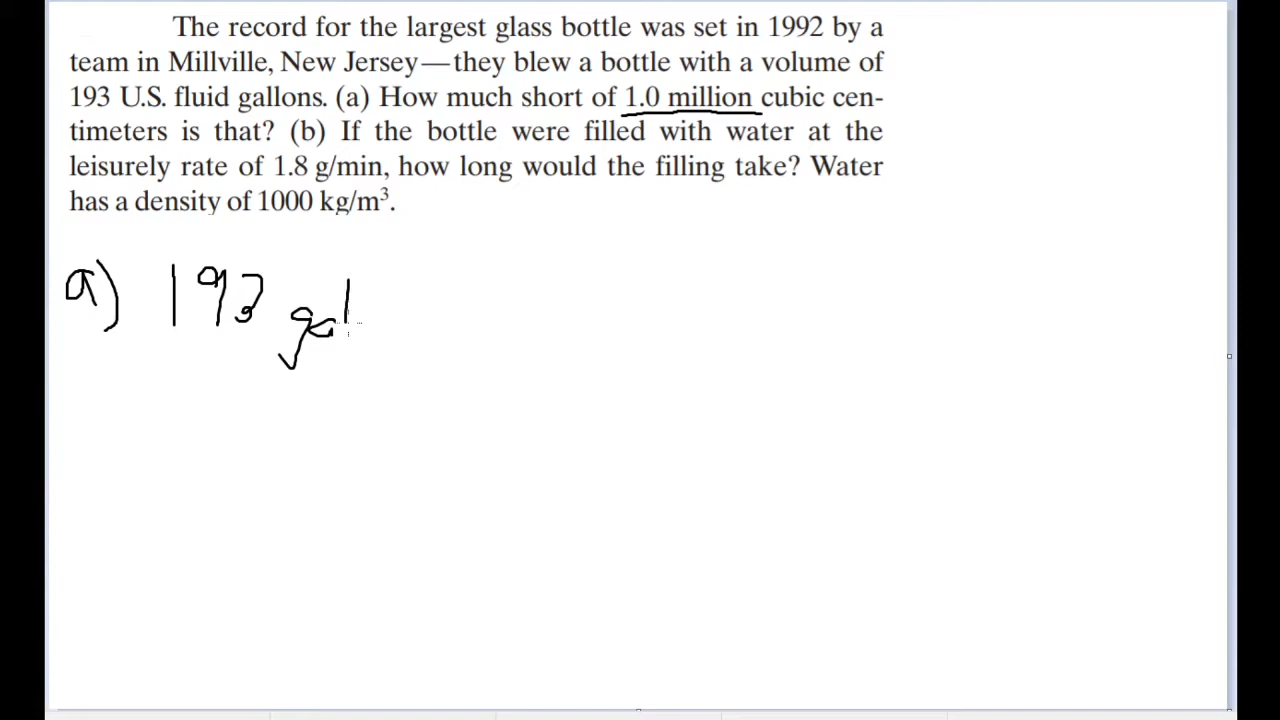 The record for the largest glass bottle was set in 1992 by a
team in Millville, New Jersey—they blew a bottle with a volume of
193 U.S. fluid gallons. (a) How much short of 1.0 million cubic cen-
timeters is that? (b) If the bottle were filled with water at the
leisurely rate of 1.8 g/min, how long would the filling take? Water
has a density of 1000 kg/m³.
a) 193 gal